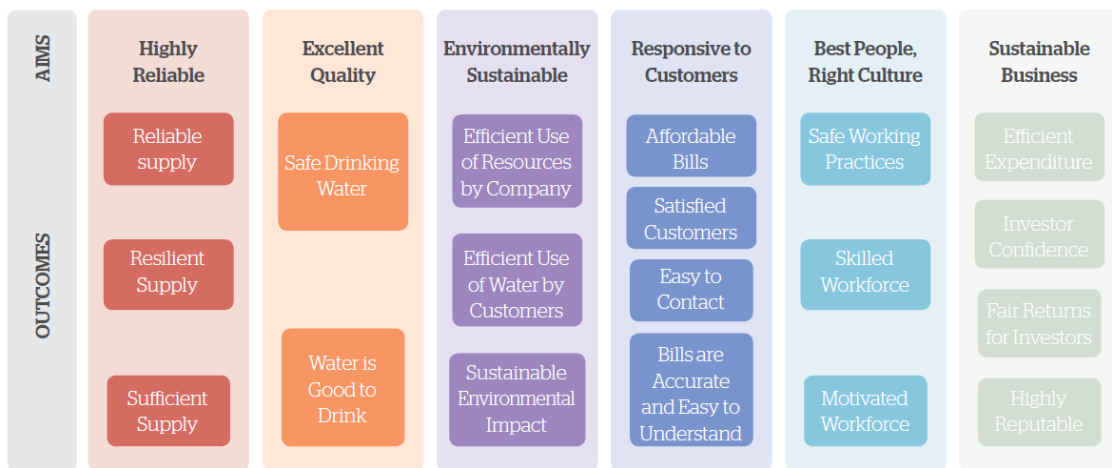 AIMS
Highly
Reliable
Excellent
Quality
Environmentally
Sustainable
Responsive to
Customers
Best People,
Right Culture
Sustainable
Business
OUTCOMES
Reliable
supply
Resilient
Supply
Sufficient
Supply
Safe Drinking
Water
Water is
Good to
Drink
Efficient Use
of Resources
by Company
Efficient Use
of Water by
Customers
Sustainable
Environmental
Impact
Affordable
Bills
Satisfied
Customers
Easy to
Contact
Bills are
Accurate
and Easy to
Understand
Safe Working
Practices
Skilled
Workforce
Motivated
Workforce
Efficient
Expenditure
Investor
Confidence
Fair Returns
for Investors
Highly
Reputable